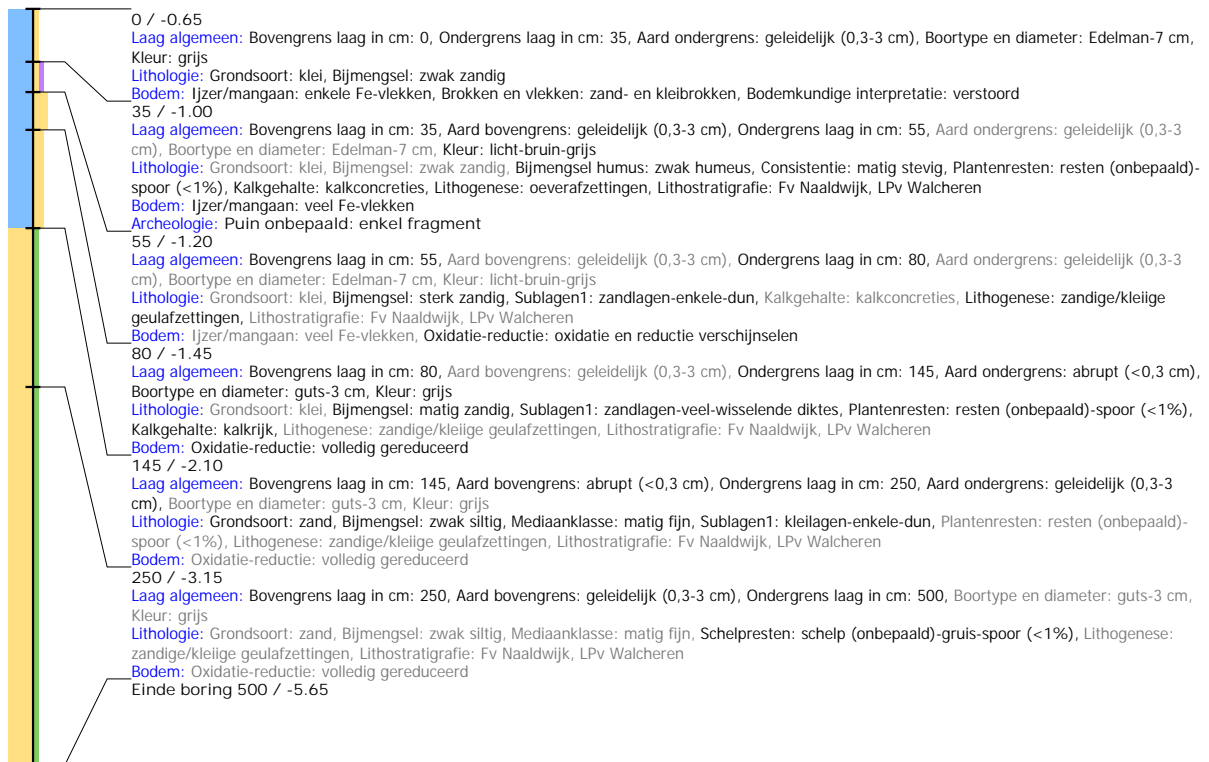 0 / -0.65
Laag algemeen: Bovengrens laag in cm: 0, Ondergrens laag in cm: 35, Aard ondergrens: geleidelijk (0,3-3 cm), Boortype en diameter: Edelman-7 cm,
Kleur: grijs
Lithologie: Grondsoort: klei, Bijmengsel: zwak zandig
Bodem: Ijzer/mangaan: enkele Fe-vlekken, Brokken en vlekken: zand- en kleibrokken, Bodemkundige interpretatie: verstoord
35 / -1.00
Laag algemeen: Bovengrens laag in cm: 35, Aard bovengrens: geleidelijk (0,3-3 cm), Ondergrens laag in cm: 55, Aard ondergrens: geleidelijk (0,3-3
cm), Boortype en diameter: Edelman-7 cm, Kleur: licht-bruin-grijs
Lithologie: Grondsoort: klei, Bijmengsel: zwak zandig, Bijmengsel humus: zwak humeus, Consistentie: matig stevig, Plantenresten: resten (onbepaald)-
spoor (<1%), Kalkgehalte: kalkconcreties, Lithogenese: oeverafzettingen, Lithostratigrafie: Fv Naaldwijk, LPv Walcheren
Bodem: Ijzer/mangaan: veel Fe-vlekken
Archeologie: Puin onbepaald: enkel fragment
55 / -1.20
Laag algemeen: Bovengrens laag in cm: 55, Aard bovengrens: geleidelijk (0,3-3 cm), Ondergrens laag in cm: 80, Aard ondergrens: geleidelijk (0,3-3
cm), Boortype en diameter: Edelman-7 cm, Kleur: licht-bruin-grijs
Lithologie: Grondsoort: klei, Bijmengsel: sterk zandig, Sublagen1: zandlagen-enkele-dun, Kalkgehalte: kalkconcreties, Lithogenese: zandige/kleiige
geulafzettingen, Lithostratigrafie: Fv Naaldwijk, LPv Walcheren
Bodem: Ijzer/mangaan: veel Fe-vlekken, Oxidatie-reductie: oxidatie en reductie verschijnselen
80 / -1.45
Laag algemeen: Bovengrens laag in cm: 80, Aard bovengrens: geleidelijk (0,3-3 cm), Ondergrens laag in cm: 145, Aard ondergrens: abrupt (<0,3 cm),
Boortype en diameter: guts-3 cm, Kleur: grijs
Lithologie: Grondsoort: klei, Bijmengsel: matig zandig, Sublagen1: zandlagen-veel-wisselende diktes, Plantenresten: resten (onbepaald)-spoor (<1%),
Kalkgehalte: kalkrijk, Lithogenese: zandige/kleiige geulafzettingen, Lithostratigrafie: Fv Naaldwijk, LPv Walcheren
Bodem: Oxidatie-reductie: volledig gereduceerd
145 / -2.10
Laag algemeen: Bovengrens laag in cm: 145, Aard bovengrens: abrupt (<0,3 cm), Ondergrens laag in cm: 250, Aard ondergrens: geleidelijk (0,3-3
cm), Boortype en diameter: guts-3 cm, Kleur: grijs
Lithologie: Grondsoort: zand, Bijmengsel: zwak siltig, Mediaanklasse: matig fijn, Sublagen1: kleilagen-enkele-dun, Plantenresten: resten (onbepaald)-
spoor (<1%), Lithogenese: zandige/kleiige geulafzettingen, Lithostratigrafie: Fv Naaldwijk, LPv Walcheren
Bodem: Oxidatie-reductie: volledig gereduceerd
250 / -3.15
Laag algemeen: Bovengrens laag in cm: 250, Aard bovengrens: geleidelijk (0,3-3 cm), Ondergrens laag in cm: 500, Boortype en diameter: guts-3 cm,
Kleur: grijs
Lithologie: Grondsoort: zand, Bijmengsel: zwak siltig, Mediaanklasse: matig fijn, Schelpresten: schelp (onbepaald)-gruis-spoor (<1%), Lithogenese:
zandige/kleiige geulafzettingen, Lithostratigrafie: Fv Naaldwijk, LPv Walcheren
Bodem: Oxidatie-reductie: volledig gereduceerd
Einde boring 500 / -5.65